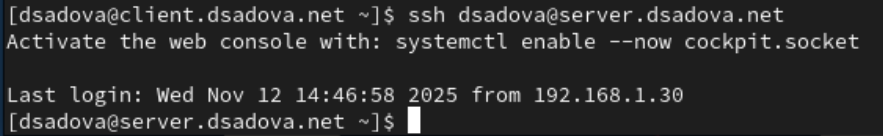 [dsadova@client.dsadova.net ~]$ ssh dsadova@server.dsadova.net
Activate the web console with: systemctl enable --now cockpit.socket
Last login: Wed Nov 12 14:46:58 2025 from 192.168.1.30
[dsadova@server.dsadova.net ~]$